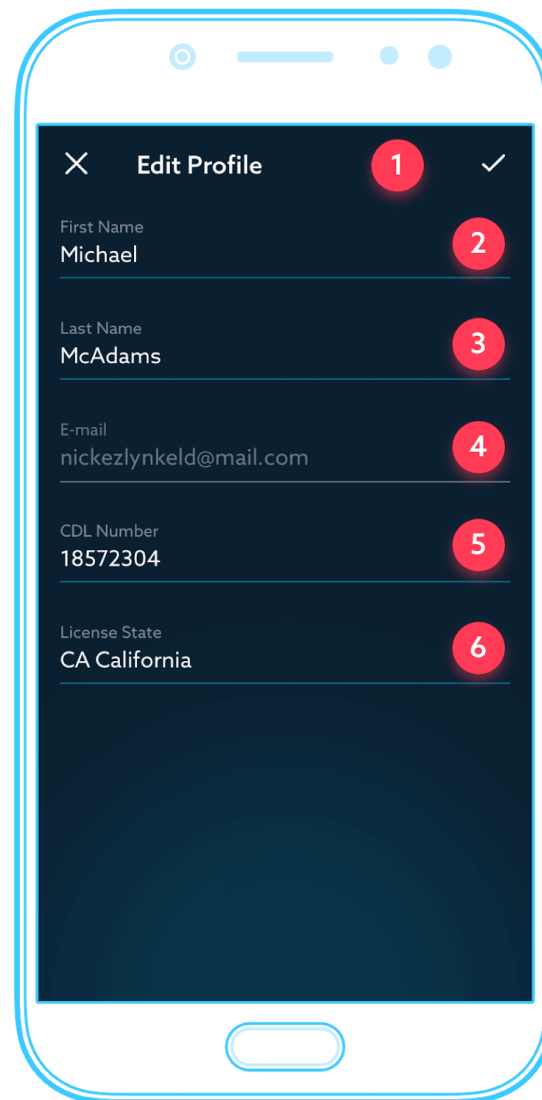 Edit Profile 1
First Name
Michael 2
Last Name
McAdams 3
E-mail
nickezlynkeld@mail.com 4
CDL Number
18572304 5
License State
CA California 6